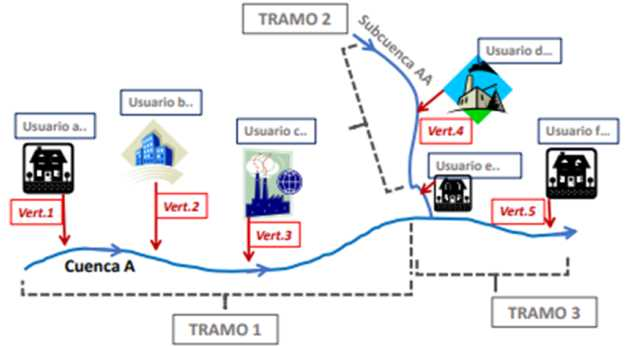 TRAMO 2
Subcuenca AA
Usuario d...
Usuario b..
Usuario a..
Usuario c..
Usuario f...
Vert.4
Usuario e..
Vert.1
Vert.2
Vert.3
Vert.5
Cuenca A
TRAMO 1
TRAMO 3